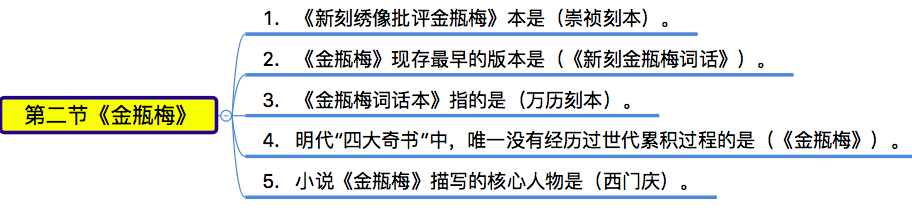 第二节《金瓶梅》
1. 《新刻绣像批评金瓶梅》本是（崇祯刻本）。
2. 《金瓶梅》现存最早的版本是（《新刻金瓶梅词话》）。
3. 《金瓶梅词话本》指的是（万历刻本）。
4. 明代“四大奇书”中，唯一没有经历过世代累积过程的是（《金瓶梅》）。
5. 小说《金瓶梅》描写的核心人物是（西门庆）。